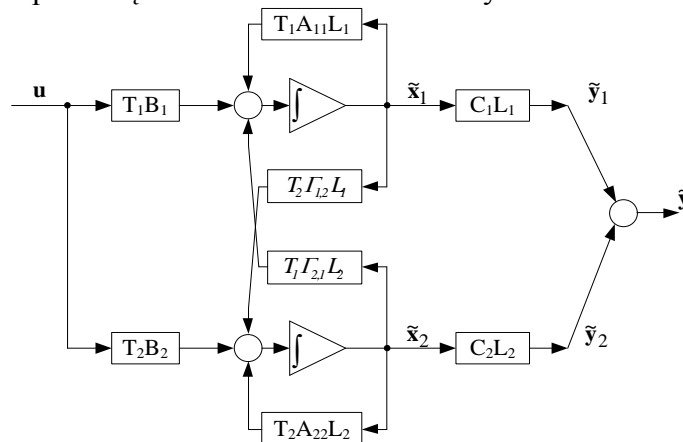 T₁A₁₁L₁
u
T₁B₁
∫
x̃₁
C₁L₁
ỹ₁
T₂Γ₁,₂L₁
ỹ
T₁Γ₂,₁L₂
T₂B₂
∫
x̃₂
C₂L₂
ỹ₂
T₂A₂₂L₂